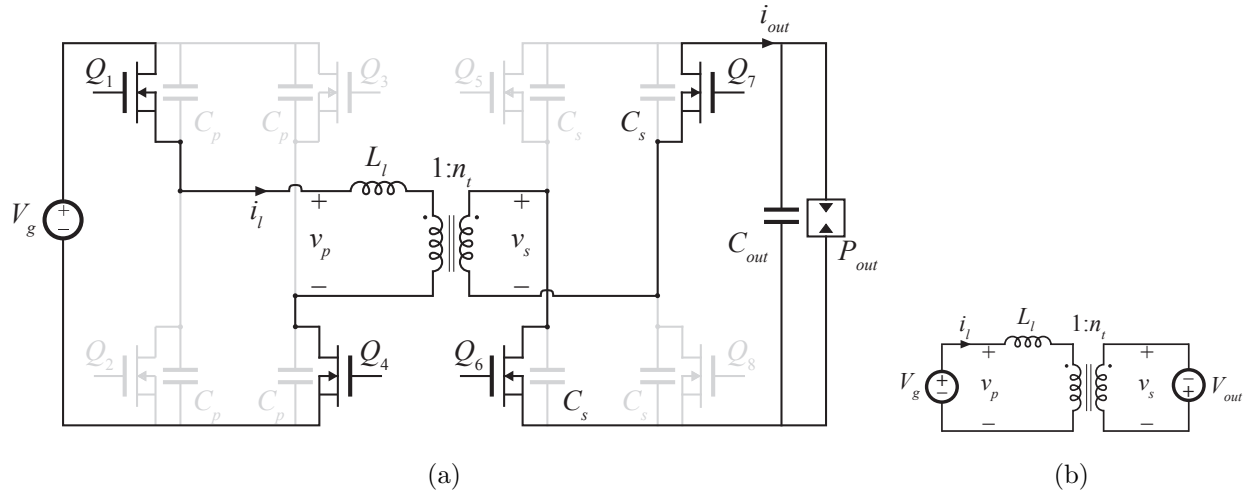 i_out
Q_1 Q_3 Q_5 Q_7
C_p C_p C_s C_s
L_l 1:n_t
V_g i_l + +
v_p v_s C_out P_out
− −
Q_2 Q_4 Q_6 Q_8
C_p C_p C_s C_s
i_l L_l 1:n_t
V_g + v_p − + v_s − V_out
(a) (b)